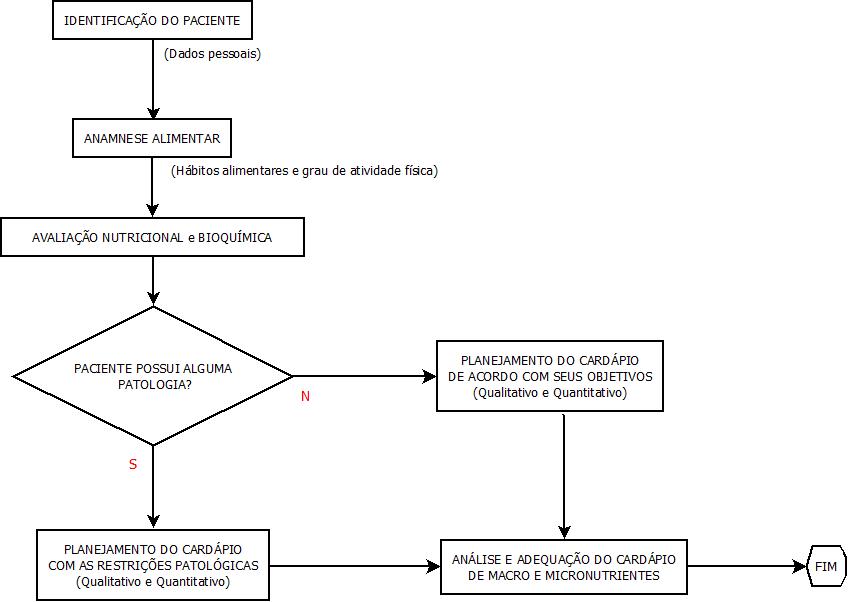 IDENTIFICAÇÃO DO PACIENTE
(Dados pessoais)
ANAMNESE ALIMENTAR
(Hábitos alimentares e grau de atividade física)
AVALIAÇÃO NUTRICIONAL e BIOQUÍMICA
PACIENTE POSSUI ALGUMA
PATOLOGIA?
N
PLANEJAMENTO DO CARDÁPIO
DE ACORDO COM SEUS OBJETIVOS
(Qualitativo e Quantitativo)
S
PLANEJAMENTO DO CARDÁPIO
COM AS RESTRIÇÕES PATOLÓGICAS
(Qualitativo e Quantitativo)
ANÁLISE E ADEQUAÇÃO DO CARDÁPIO
DE MACRO E MICRONUTRIENTES
FIM